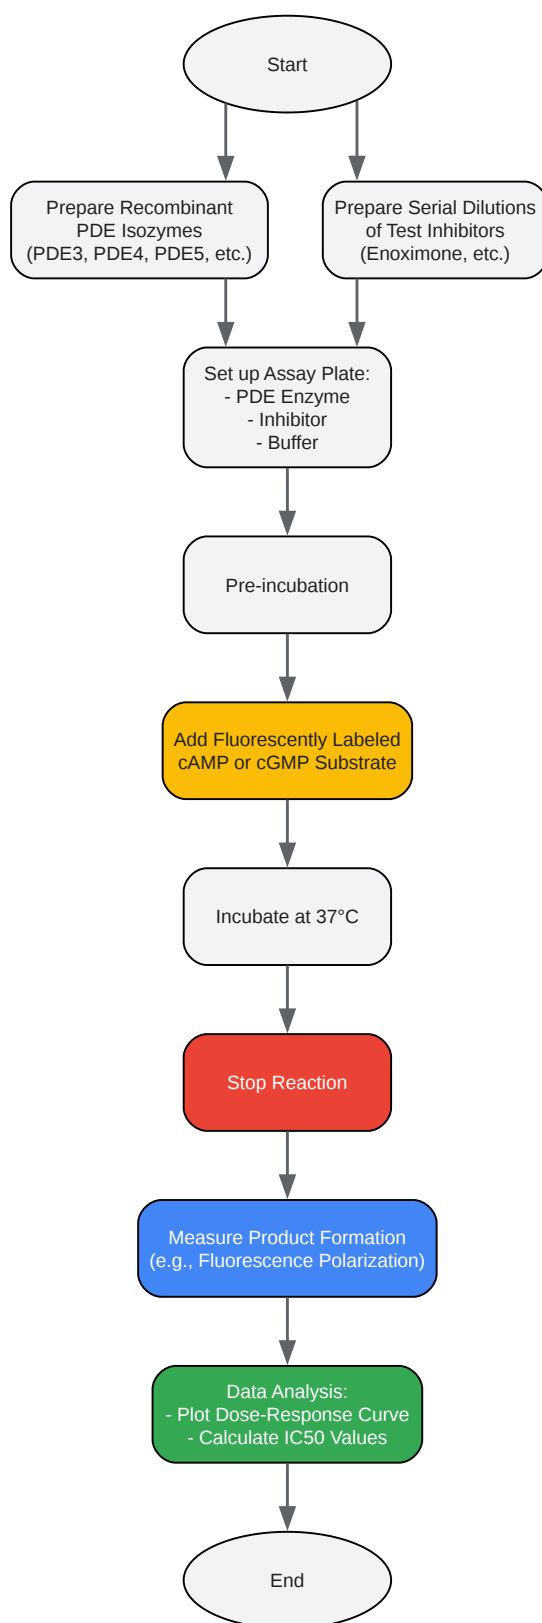 Start
Prepare Recombinant
PDE Isozymes
(PDE3, PDE4, PDE5, etc.)
Prepare Serial Dilutions
of Test Inhibitors
(Enoximone, etc.)
Set up Assay Plate:
- PDE Enzyme
- Inhibitor
- Buffer
Pre-incubation
Add Fluorescently Labeled
cAMP or cGMP Substrate
Incubate at 37°C
Stop Reaction
Measure Product Formation
(e.g., Fluorescence Polarization)
Data Analysis:
- Plot Dose-Response Curve
- Calculate IC50 Values
End